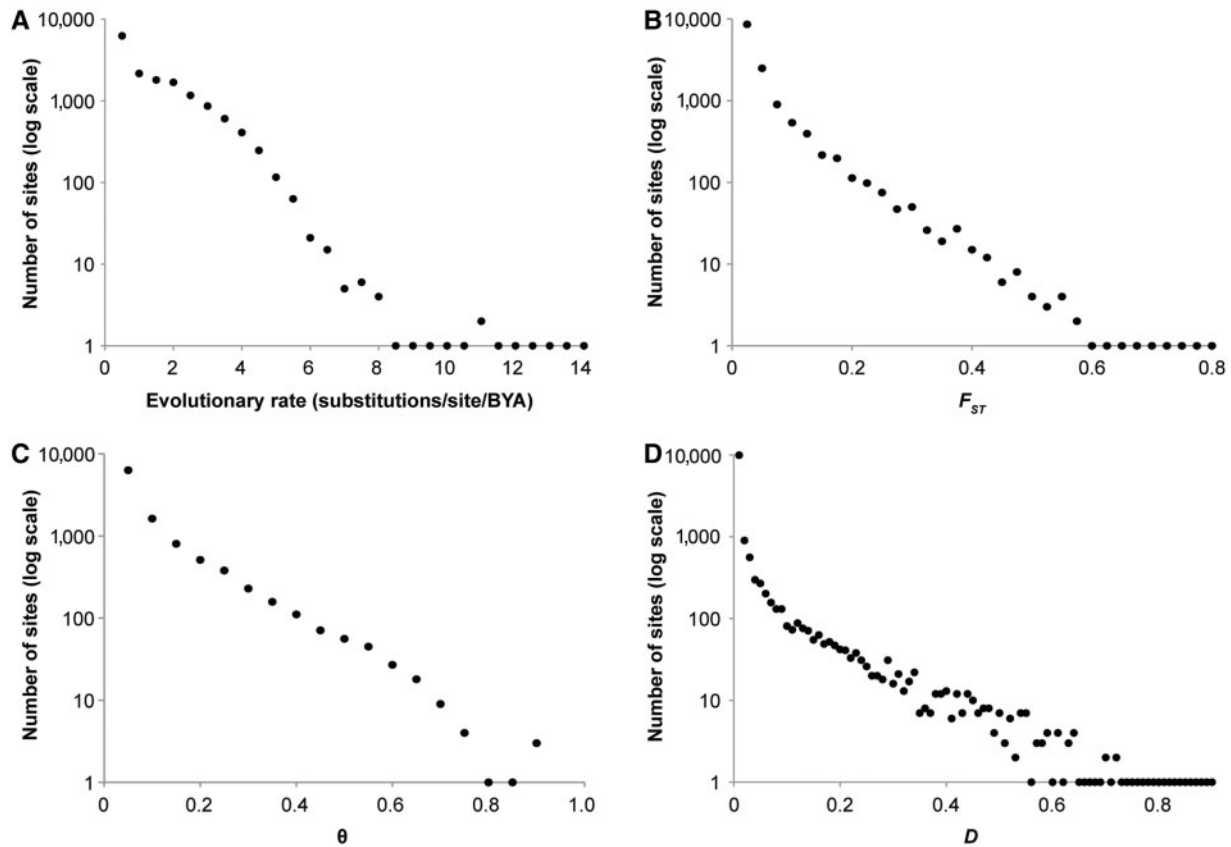 A
10,000
1,000
100
10
1
Number of sites (log scale)
0 2 4 6 8 10 12 14
Evolutionary rate (substitutions/site/BYA)
B
10,000
1,000
100
10
1
Number of sites (log scale)
0 0.2 0.4 0.6 0.8
F_ST
C
10,000
1,000
100
10
1
Number of sites (log scale)
0 0.2 0.4 0.6 0.8 1.0
θ
D
10,000
1,000
100
10
1
Number of sites (log scale)
0 0.2 0.4 0.6 0.8
D